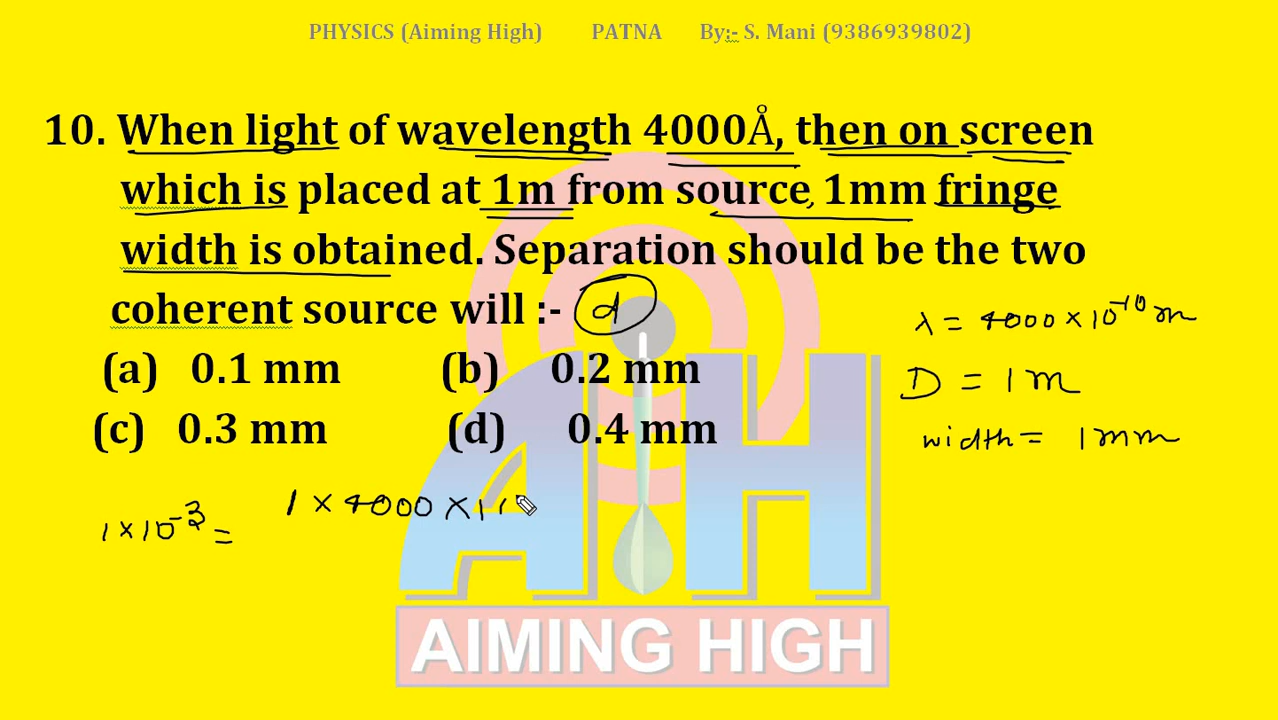 PHYSICS (Aiming High) PATNA By:- S. Mani (9386939802)
10. When light of wavelength 4000Å, then on screen
which is placed at 1m from source, 1mm fringe
width is obtained. Separation should be the two
coherent source will :- d
(a) 0.1 mm (b) 0.2 mm
(c) 0.3 mm (d) 0.4 mm
λ = 4000 × 10⁻¹⁰ m
D = 1 m
width = 1 mm
1 × 10⁻³ = 1 × 4000 × 1
AH
AIMING HIGH